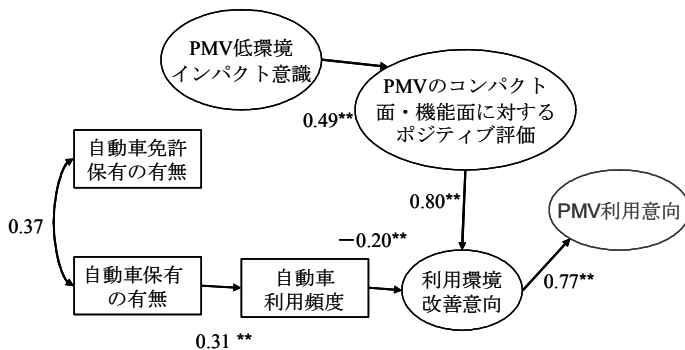 PMV低環境
インパクト意識
PMVのコンパクト
面・機能面に対する
ポジティブ評価
0.49**
自動車免許
保有の有無
0.80**
PMV利用意向
0.37
−0.20**
自動車保有
の有無
自動車
利用頻度
利用環境
改善意向
0.77**
0.31 **